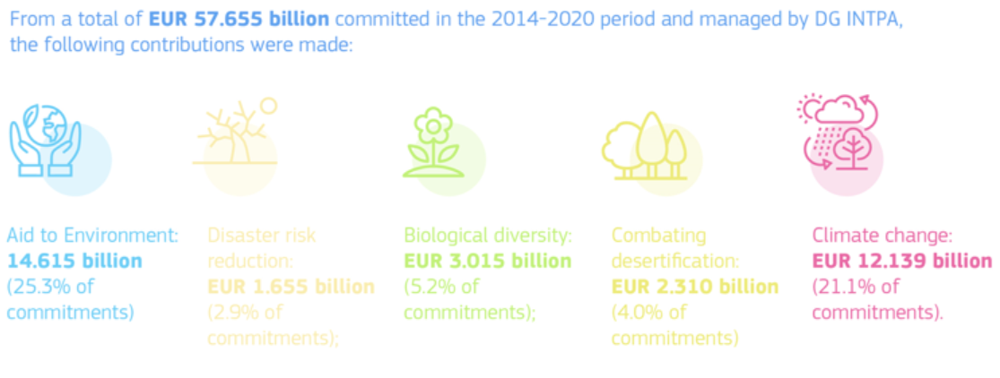 From a total of EUR 57.655 billion committed in the 2014-2020 period and managed by DG INTPA,
the following contributions were made:
Aid to Environment:
14.615 billion
(25.3% of
commitments)
Disaster risk
reduction:
EUR 1.655 billion
(2.9% of
commitments);
Biological diversity:
EUR 3.015 billion
(5.2% of
commitments);
Combating
desertification:
EUR 2.310 billion
(4.0% of
commitments)
Climate change:
EUR 12.139 billion
(21.1% of
commitments).